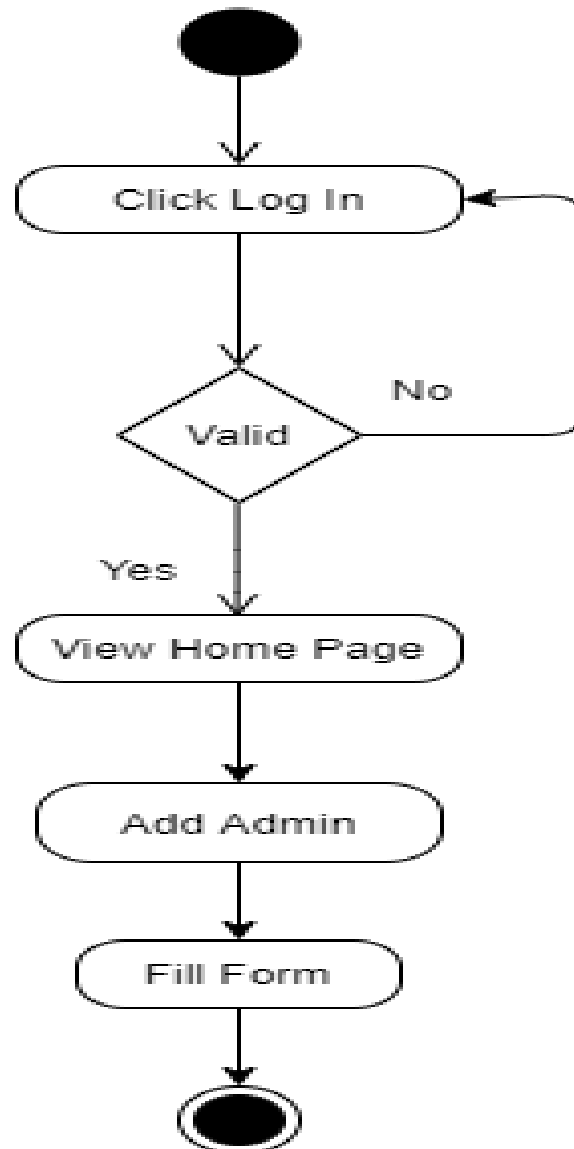 Click Log In
No
Valid
Yes
View Home Page
Add Admin
Fill Form